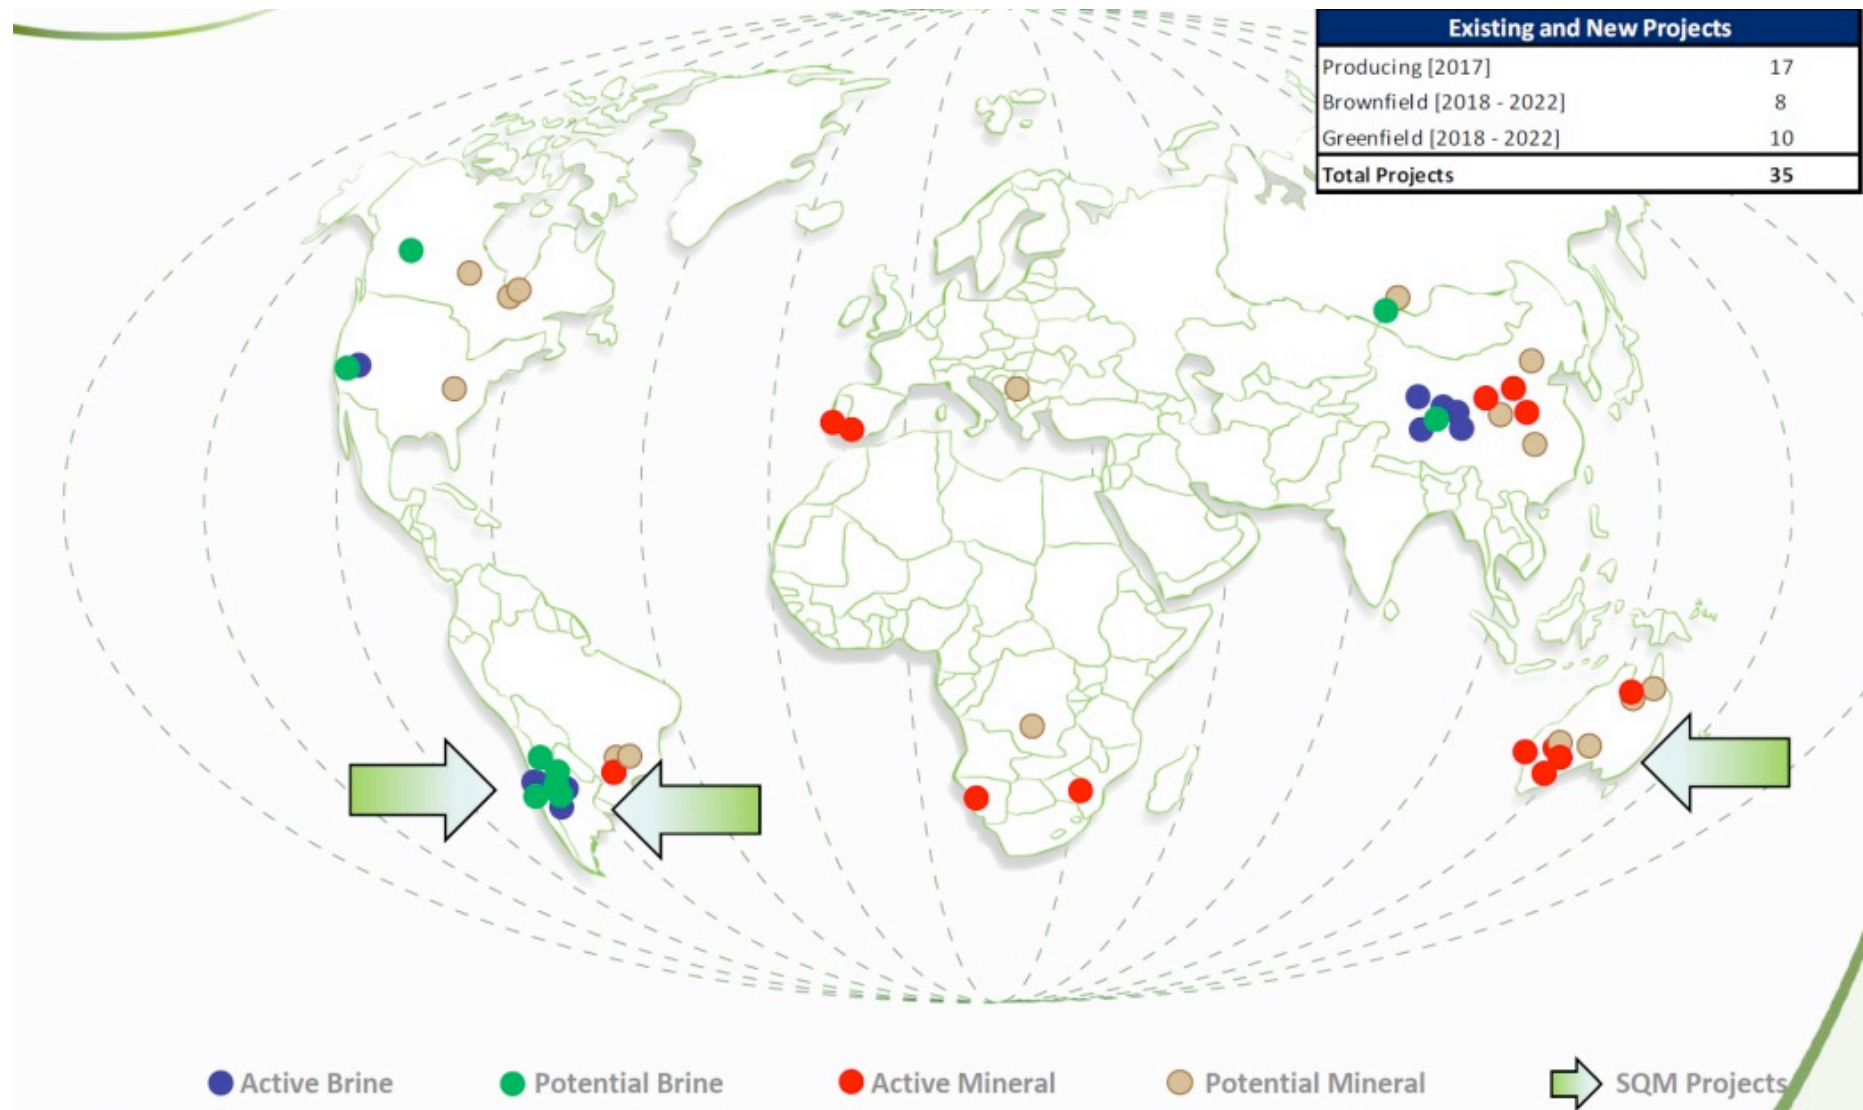 Existing and New Projects
Producing [2017] 17
Brownfield [2018 - 2022] 8
Greenfield [2018 - 2022] 10
Total Projects 35
Active Brine Potential Brine Active Mineral Potential Mineral SQM Projects